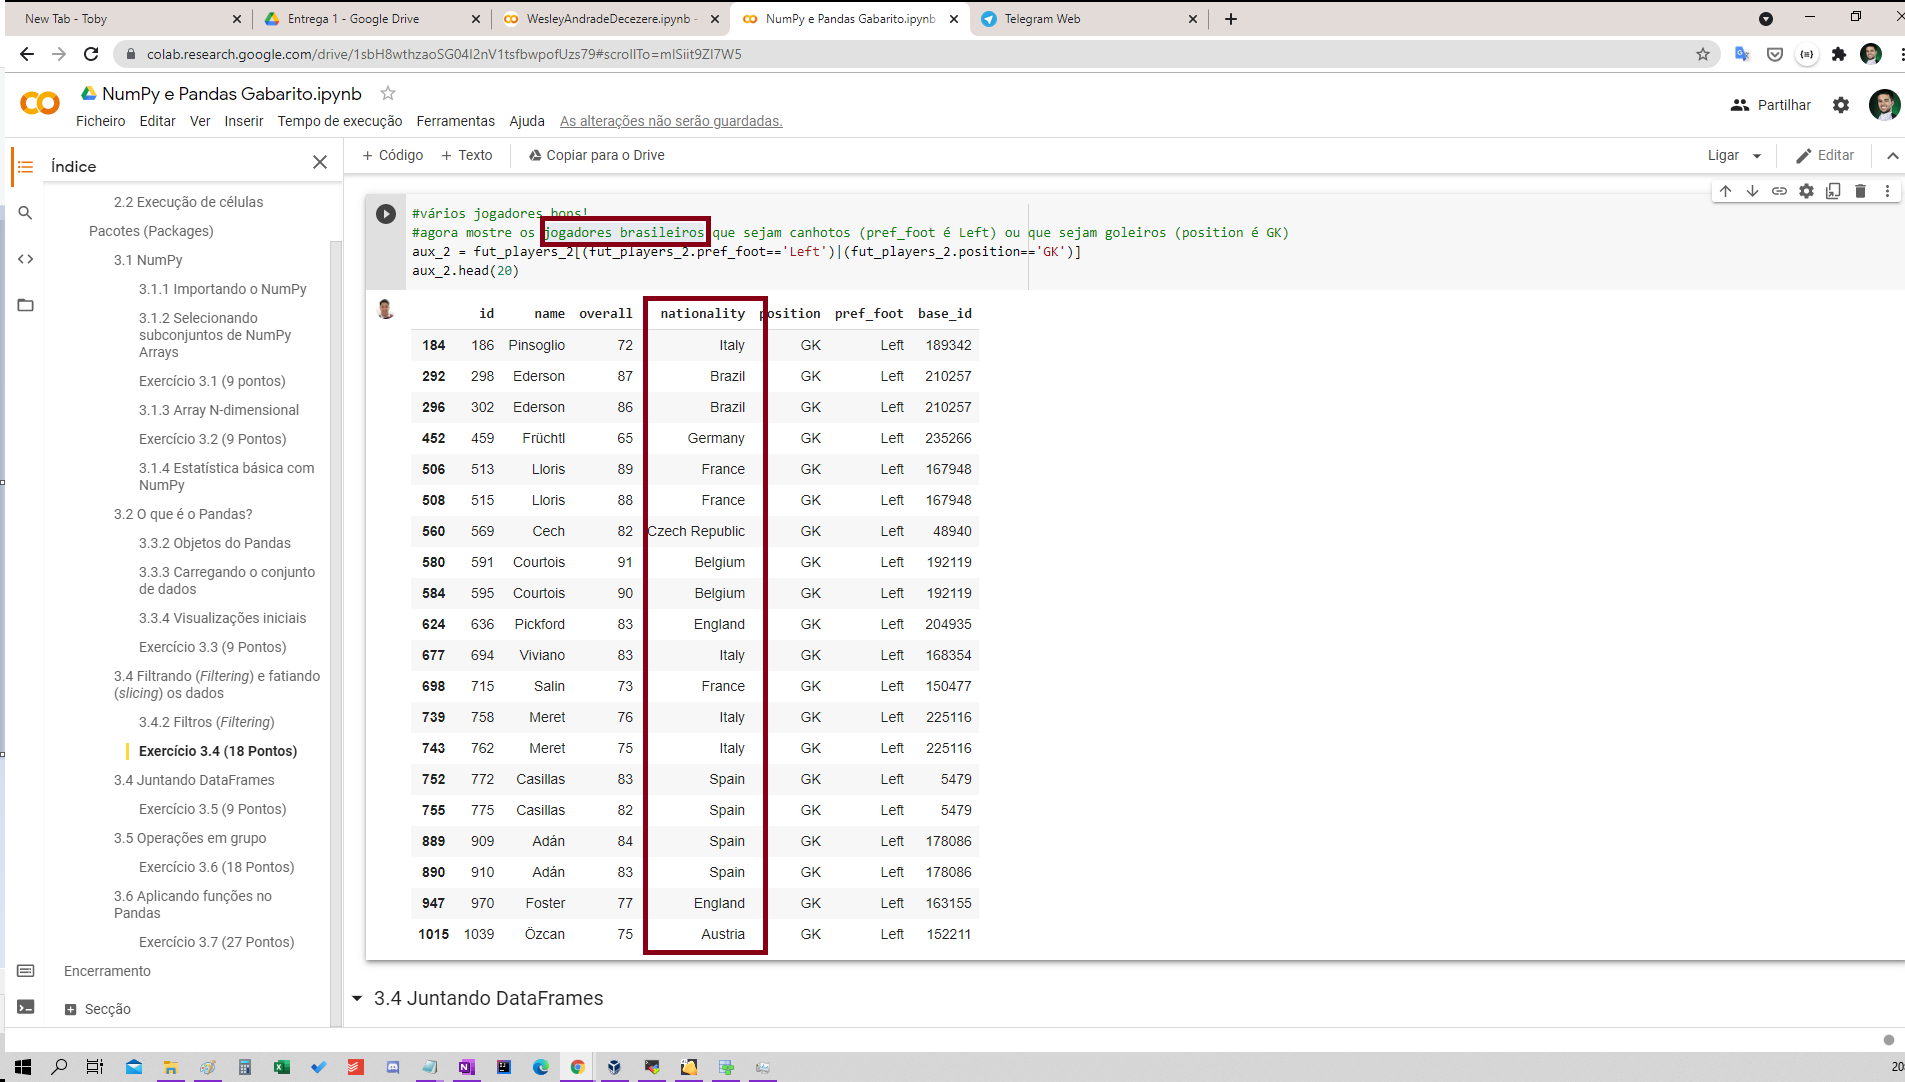 New Tab - Toby
Entrega 1 - Google Drive
WesleyAndradeDecezere.ipynb -
NumPy e Pandas Gabarito.ipynb
Telegram Web
colab.research.google.com/drive/1sbH8wthzaoSG04I2nV1tsfbwpofUzs79#scrollTo=mISiit9ZI7W5
NumPy e Pandas Gabarito.ipynb
Partilhar
Ficheiro Editar Ver Inserir Tempo de execução Ferramentas Ajuda As alterações não serão guardadas.
+ Código + Texto Copiar para o Drive Ligar Editar
Índice
2.2 Execução de células
Pacotes (Packages)
3.1 NumPy
3.1.1 Importando o NumPy
3.1.2 Selecionando
subconjuntos de NumPy
Arrays
Exercício 3.1 (9 pontos)
3.1.3 Array N-dimensional
Exercício 3.2 (9 Pontos)
3.1.4 Estatística básica com
NumPy
3.2 O que é o Pandas?
3.3.2 Objetos do Pandas
3.3.3 Carregando o conjunto
de dados
3.3.4 Visualizações iniciais
Exercício 3.3 (9 Pontos)
3.4 Filtrando (Filtering) e fatiando
(slicing) os dados
3.4.2 Filtros (Filtering)
Exercício 3.4 (18 Pontos)
3.4 Juntando DataFrames
Exercício 3.5 (9 Pontos)
3.5 Operações em grupo
Exercício 3.6 (18 Pontos)
3.6 Aplicando funções no
Pandas
Exercício 3.7 (27 Pontos)
Encerramento
Secção
#vários jogadores bons!
#agora mostre os jogadores brasileiros que sejam canhotos (pref_foot é Left) ou que sejam goleiros (position é GK)
aux_2 = fut_players_2[(fut_players_2.pref_foot=='Left')|(fut_players_2.position=='GK')]
aux_2.head(20)
id name overall nationality position pref_foot base_id
184 186 Pinsoglio 72 Italy GK Left 189342
292 298 Ederson 87 Brazil GK Left 210257
296 302 Ederson 86 Brazil GK Left 210257
452 459 Früchtl 65 Germany GK Left 235266
506 513 Lloris 89 France GK Left 167948
508 515 Lloris 88 France GK Left 167948
560 569 Cech 82 Czech Republic GK Left 48940
580 591 Courtois 91 Belgium GK Left 192119
584 595 Courtois 90 Belgium GK Left 192119
624 636 Pickford 83 England GK Left 204935
677 694 Viviano 83 Italy GK Left 168354
698 715 Salin 73 France GK Left 150477
739 758 Meret 76 Italy GK Left 225116
743 762 Meret 75 Italy GK Left 225116
752 772 Casillas 83 Spain GK Left 5479
755 775 Casillas 82 Spain GK Left 5479
889 909 Adán 84 Spain GK Left 178086
890 910 Adán 83 Spain GK Left 178086
947 970 Foster 77 England GK Left 163155
1015 1039 Özcan 75 Austria GK Left 152211
3.4 Juntando DataFrames